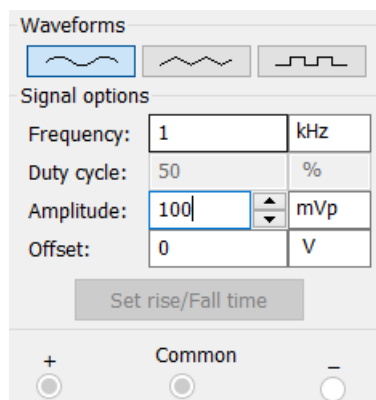 Waveforms
Signal options
Frequency: 1 kHz
Duty cycle: 50 %
Amplitude: 100 mVp
Offset: 0 V
Set rise/Fall time
+ Common −